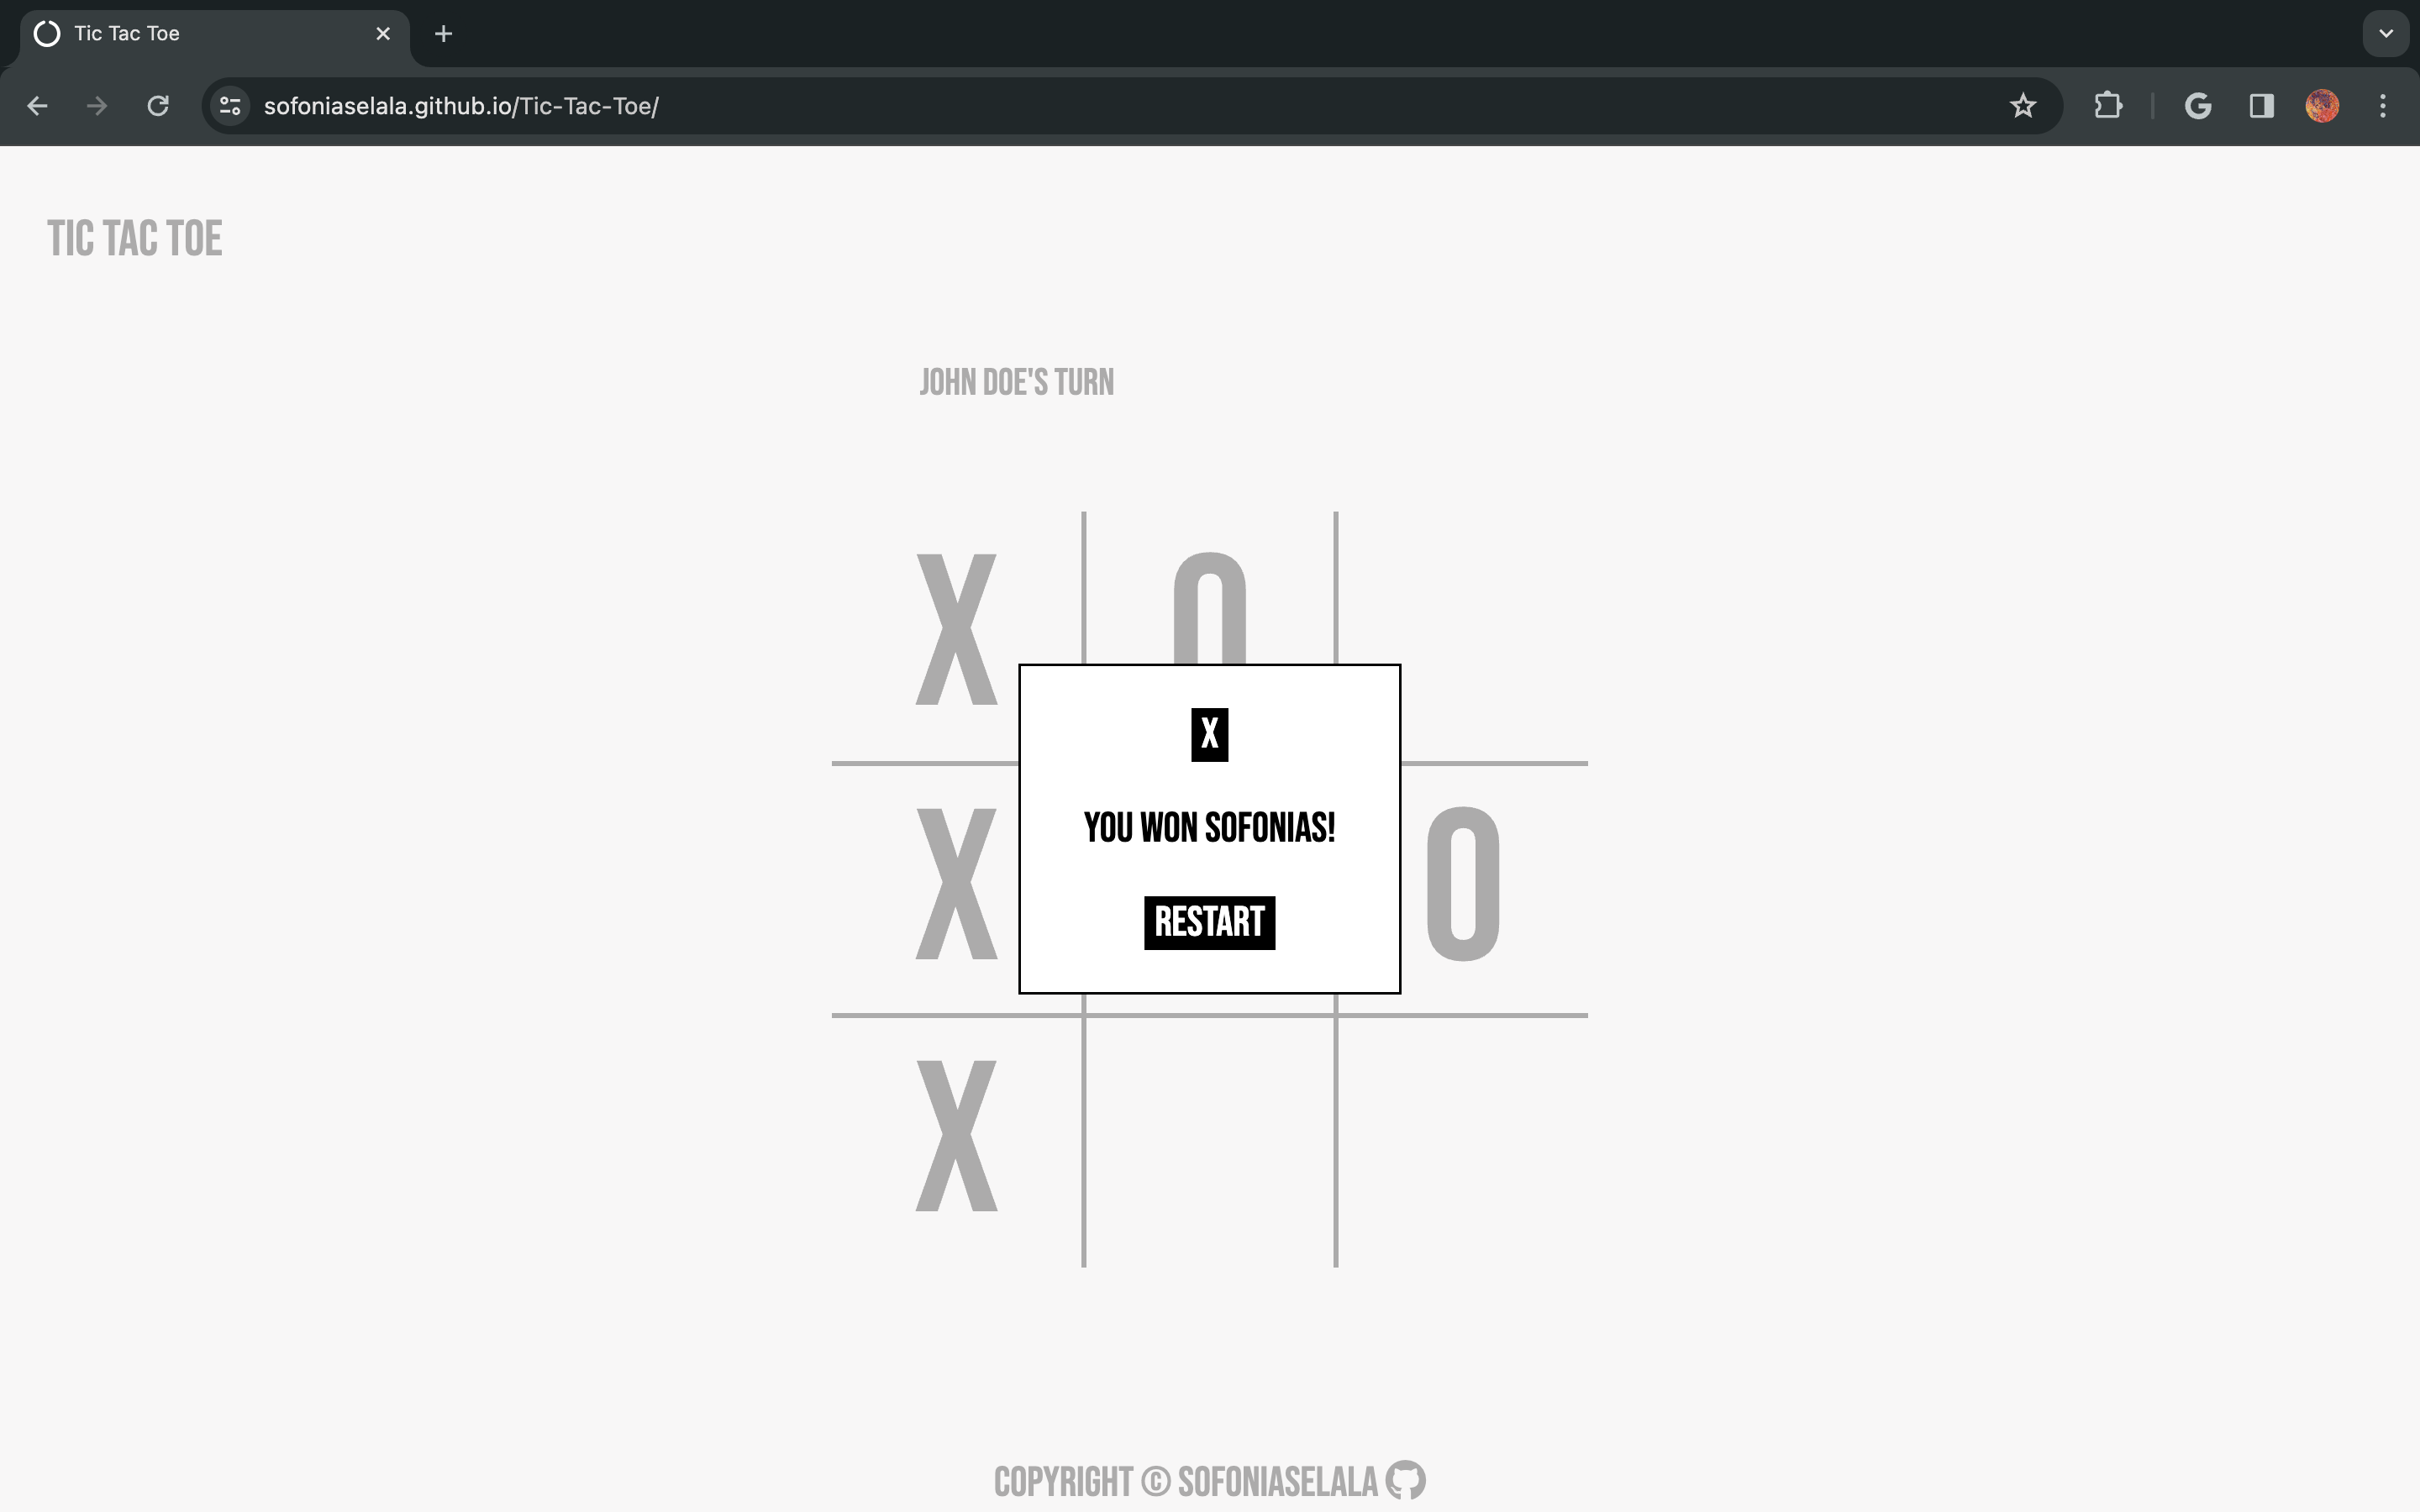 Tic Tac Toe
sofoniaselala.github.io/Tic-Tac-Toe/
TIC TAC TOE
JOHN DOE'S TURN
X O
X
YOU WON SOFONIAS!
X O
RESTART
X
COPYRIGHT © SOFONIASELALA